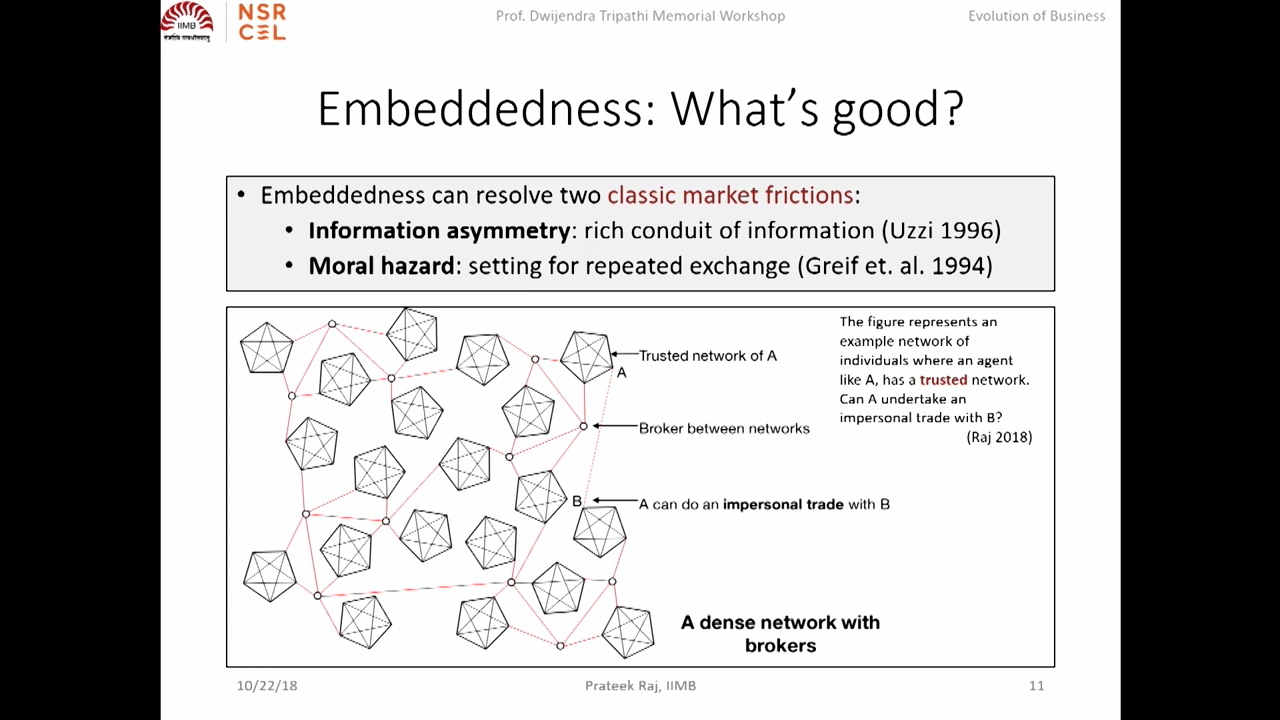 IIMB
NSR
CEL
Prof. Dwijendra Tripathi Memorial Workshop
Evolution of Business
Embeddedness: What's good?
• Embeddedness can resolve two classic market frictions:
• Information asymmetry: rich conduit of information (Uzzi 1996)
• Moral hazard: setting for repeated exchange (Greif et. al. 1994)
Trusted network of A
A
Broker between networks
B
A can do an impersonal trade with B
The figure represents an
example network of
individuals where an agent
like A, has a trusted network.
Can A undertake an
impersonal trade with B?
(Raj 2018)
A dense network with
brokers
10/22/18
Prateek Raj, IIMB
11